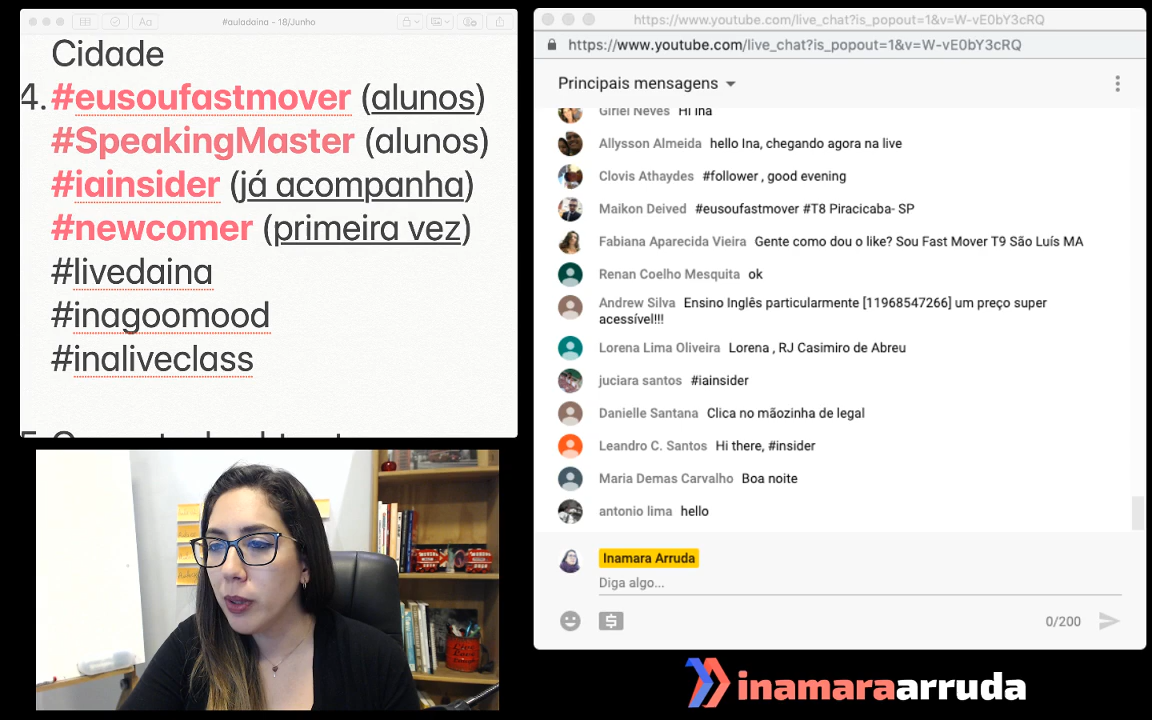 #auladaina - 18/Junho
Cidade
4. #eusoufastmover (alunos)
#SpeakingMaster (alunos)
#iainsider (já acompanha)
#newcomer (primeira vez)
#livedaina
#inagoomood
#inaliveclass
https://www.youtube.com/live_chat?is_popout=1&v=W-vE0bY3cRQ
https://www.youtube.com/live_chat?is_popout=1&v=W-vE0bY3cRQ
Principais mensagens
Giriel Neves Hi Ina
Allysson Almeida hello Ina, chegando agora na live
Clovis Athaydes #follower , good evening
Maikon Deived #eusoufastmover #T8 Piracicaba- SP
Fabiana Aparecida Vieira Gente como dou o like? Sou Fast Mover T9 São Luís MA
Renan Coelho Mesquita ok
Andrew Silva Ensino Inglês particularmente [11968547266] um preço super
acessível!!!
Lorena Lima Oliveira Lorena , RJ Casimiro de Abreu
juciara santos #iainsider
Danielle Santana Clica no mãozinha de legal
Leandro C. Santos Hi there, #insider
Maria Demas Carvalho Boa noite
antonio lima hello
Inamara Arruda
Diga algo...
0/200
inamaraarruda